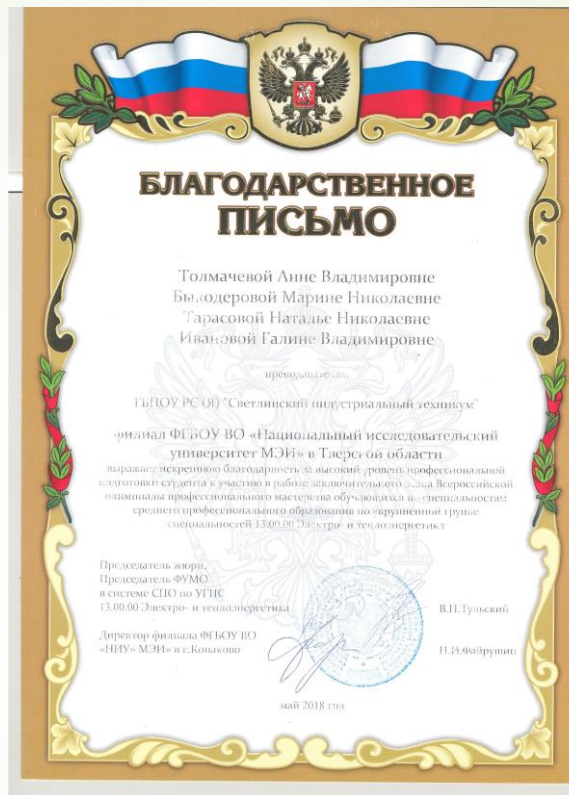 БЛАГОДАРСТВЕННОЕ
ПИСЬМО
Толмачевой Анне Владимировне
Быкодеровой Марине Николаевне
Тарасовой Наталье Николаевне
Ивановой Галине Владимировне
преподавателям
ГБПОУ РС (Я) "Светлинский индустриальный техникум"
филиал ФГБОУ ВО «Национальный исследовательский
университет МЭИ» в Тверской области
выражает искреннюю благодарность за высокий уровень профессиональной
подготовки студента к участию в работе заключительного этапа Всероссийской
олимпиады профессионального мастерства обучающихся по специальностям
среднего профессионального образования по укрупненной группе
специальностей 13.00.00 Электро- и теплоэнергетика
Председатель жюри,
Председатель ФУМО
в системе СПО по УГПС
13.00.00 Электро- и теплоэнергетика
В.Н.Тульский
Директор филиала ФГБОУ ВО
«НИУ» МЭИ» в г.Конаково
Н.И.Файрушин
май 2018 год